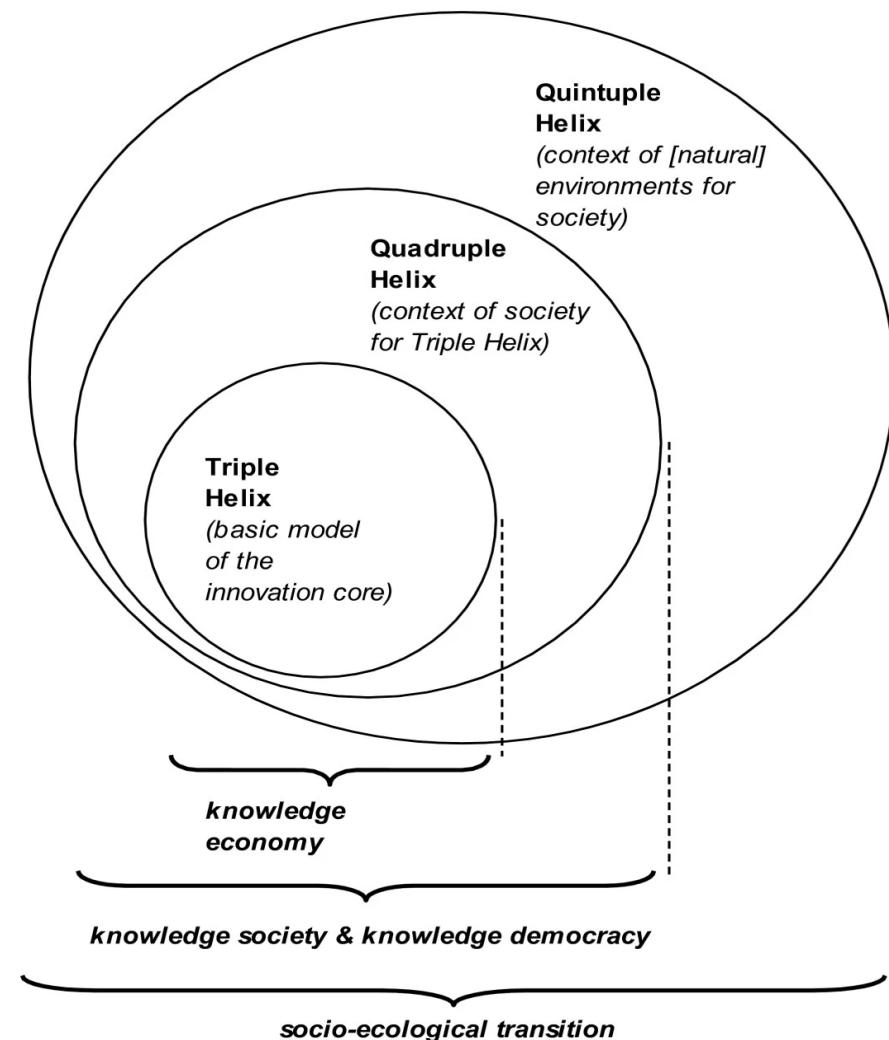 Quintuple
Helix
(context of [natural]
environments for
society)
Quadruple
Helix
(context of society
for Triple Helix)
Triple
Helix
(basic model
of the
innovation core)
knowledge
economy
knowledge society & knowledge democracy
socio-ecological transition